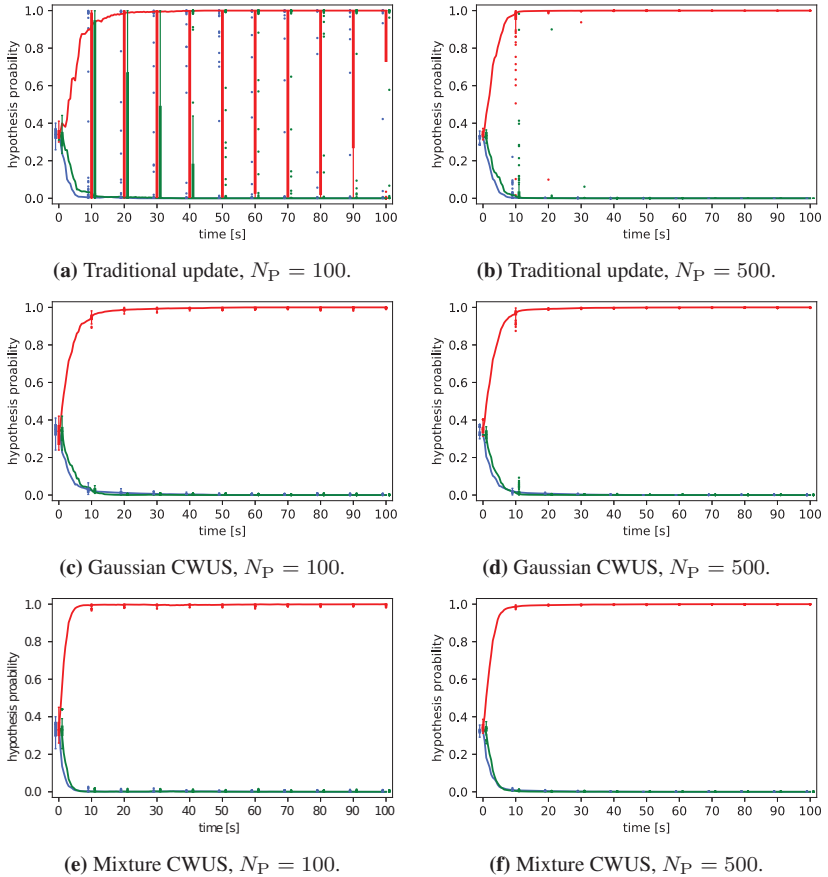 1.0
0.8
0.6
0.4
0.2
0.0
hypothesis proability
0 10 20 30 40 50 60 70 80 90 100
time [s]
(a) Traditional update, N_P = 100.
1.0
0.8
0.6
0.4
0.2
0.0
hypothesis proability
0 10 20 30 40 50 60 70 80 90 100
time [s]
(b) Traditional update, N_P = 500.
1.0
0.8
0.6
0.4
0.2
0.0
hypothesis proability
0 10 20 30 40 50 60 70 80 90 100
time [s]
(c) Gaussian CWUS, N_P = 100.
1.0
0.8
0.6
0.4
0.2
0.0
hypothesis proability
0 10 20 30 40 50 60 70 80 90 100
time [s]
(d) Gaussian CWUS, N_P = 500.
1.0
0.8
0.6
0.4
0.2
0.0
hypothesis proability
0 10 20 30 40 50 60 70 80 90 100
time [s]
(e) Mixture CWUS, N_P = 100.
1.0
0.8
0.6
0.4
0.2
0.0
hypothesis proability
0 10 20 30 40 50 60 70 80 90 100
time [s]
(f) Mixture CWUS, N_P = 500.